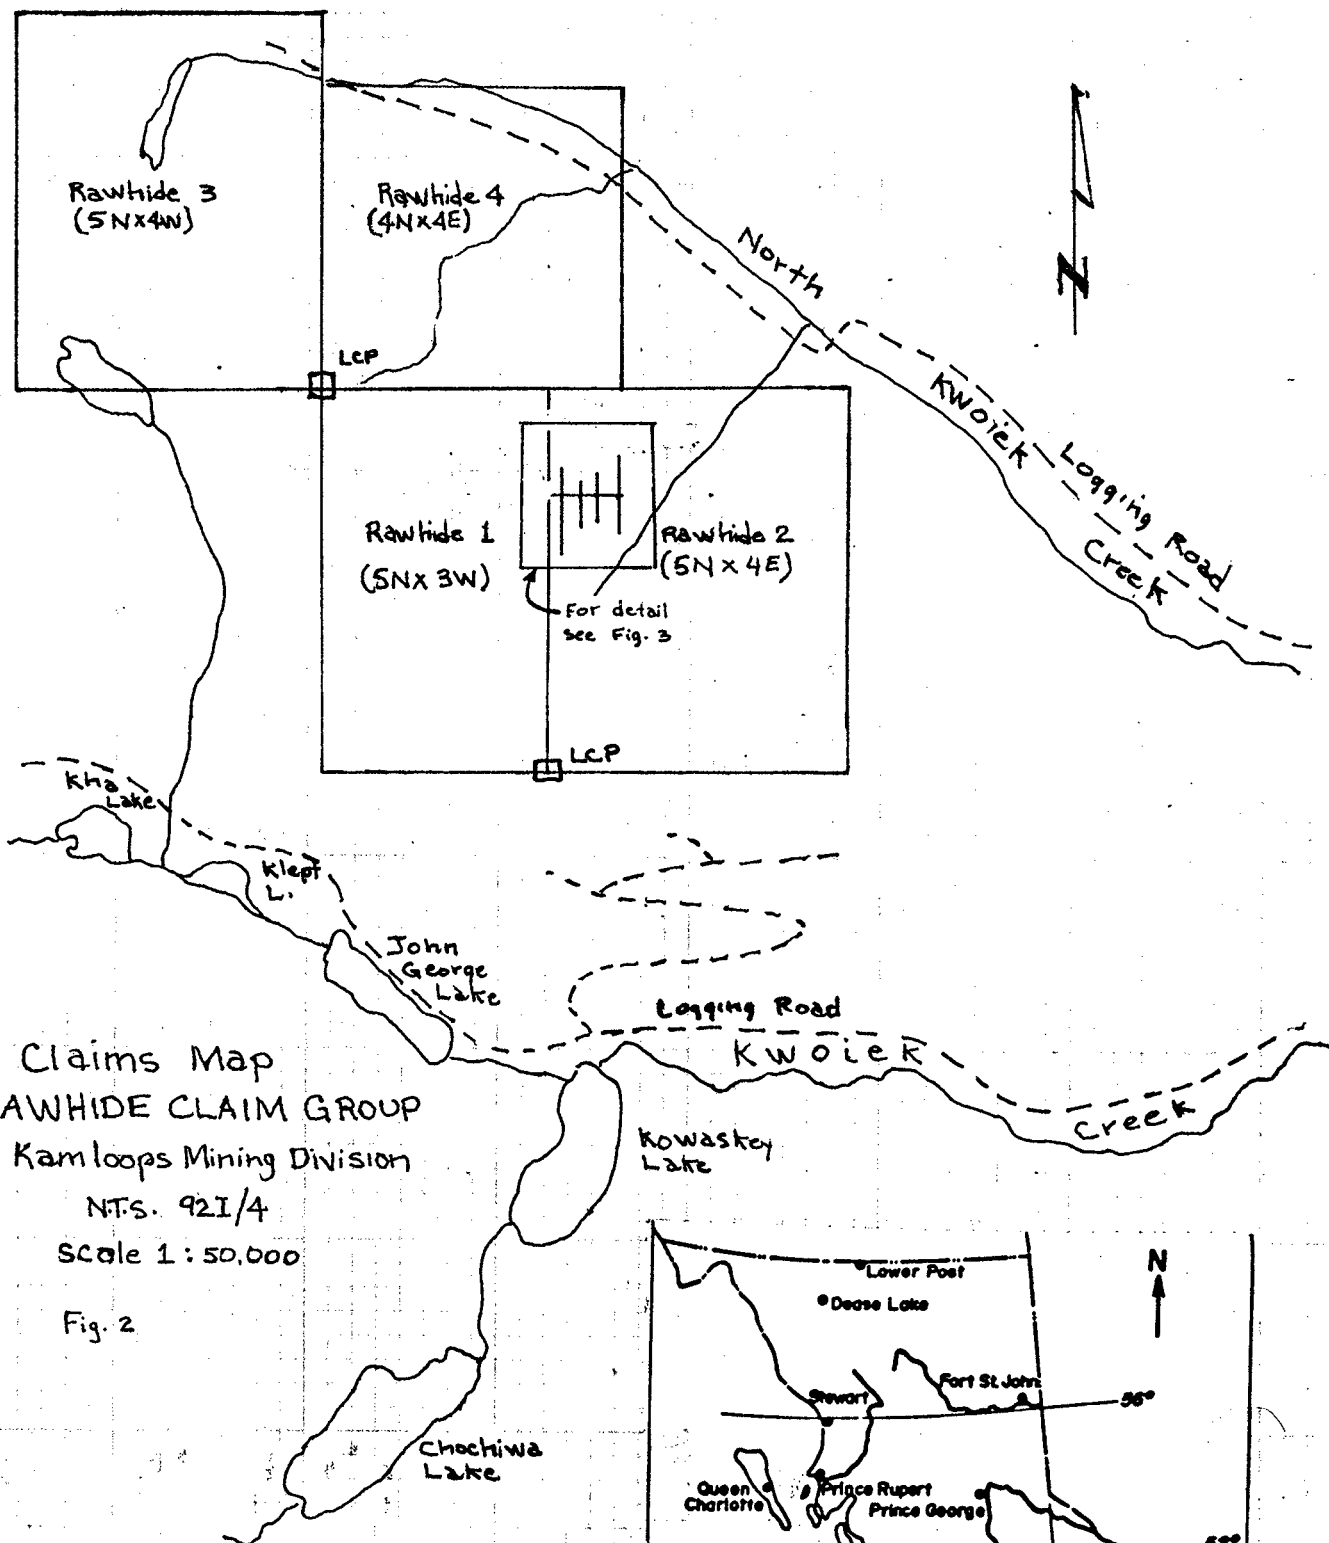 Rawhide 3
(5N X 4W)
Rawhide 4
(4N X 4E)
LCP
North
Kwoiek
Creek
Logging Road
N
Rawhide 1
(5N X 3W)
Rawhide 2
(5N X 4E)
For detail
see Fig. 3
LCP
Kha
Lake
Klept
L.
John
George
Lake
Logging Road
Kwoiek
Creek
Kowaskey
Lake
Claims Map
AWHIDE CLAIM GROUP
Kamloops Mining Division
N.T.S. 92I/4
Scale 1 : 50,000
Fig. 2
Chochiwa
Lake
N
Lower Post
Dease Lake
Stewart
Fort St. John
56°
Queen
Charlotte
Prince Rupert
Prince George